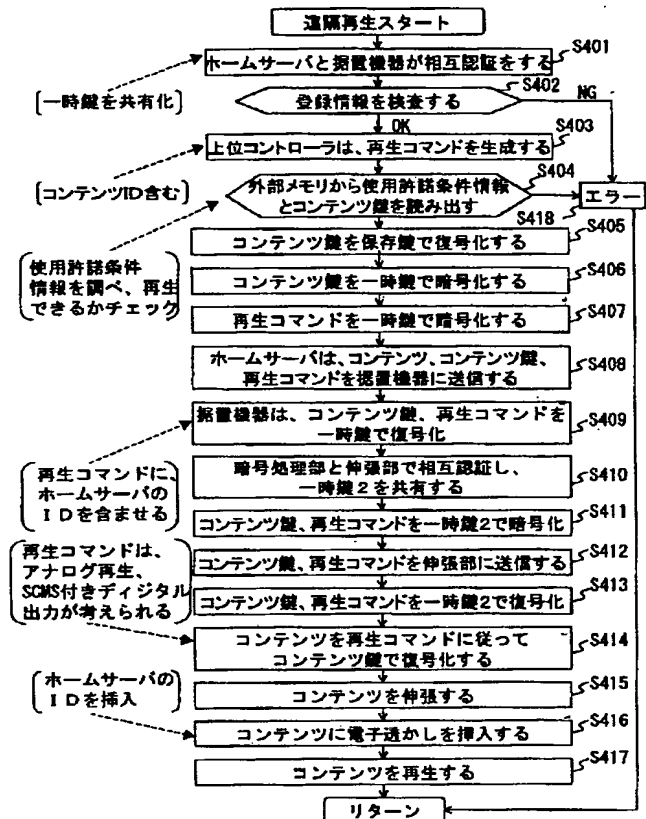 遠隔再生スタート
ホームサーバと据置機器が相互認証をする
S401
[一時鍵を共有化]
登録情報を検査する
S402
NG
OK
上位コントローラは、再生コマンドを生成する
S403
[コンテンツID含む]
外部メモリから使用許諾条件情報
とコンテンツ鍵を読み出す
S404
エラー
S418
使用許諾条件
情報を調べ、再生
できるかチェック
コンテンツ鍵を保存鍵で復号化する
S405
コンテンツ鍵を一時鍵で暗号化する
S406
再生コマンドを一時鍵で暗号化する
S407
ホームサーバは、コンテンツ、コンテンツ鍵、
再生コマンドを据置機器に送信する
S408
据置機器は、コンテンツ鍵、再生コマンドを
一時鍵で復号化
S409
再生コマンドに、
ホームサーバの
IDを含ませる
暗号処理部と伸張部で相互認証し、
一時鍵2を共有する
S410
コンテンツ鍵、再生コマンドを一時鍵2で暗号化
S411
再生コマンドは、
アナログ再生、
SCMS付きディジタル
出力が考えられる
コンテンツ鍵、再生コマンドを伸張部に送信する
S412
コンテンツ鍵、再生コマンドを一時鍵2で復号化
S413
コンテンツを再生コマンドに従って
コンテンツ鍵で復号化する
S414
ホームサーバの
IDを挿入
コンテンツを伸張する
S415
コンテンツに電子透かしを挿入する
S416
コンテンツを再生する
S417
リターン